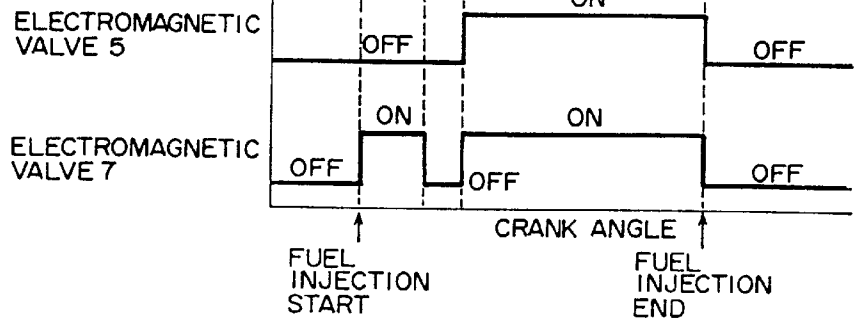 ON
ELECTROMAGNETIC
VALVE 5
OFF
OFF
ELECTROMAGNETIC
VALVE 7
OFF
ON
OFF
ON
OFF
CRANK ANGLE
FUEL
INJECTION
START
FUEL
INJECTION
END